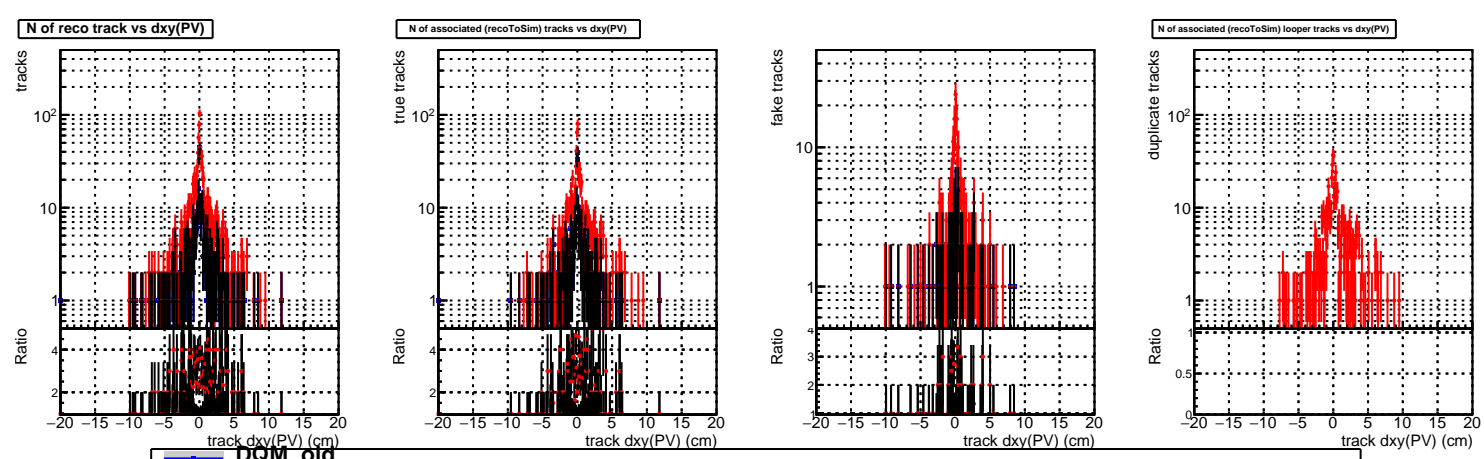 N of reco track vs dxy(PV)
tracks
10²
10
1
Ratio
4
2
−20 −15 −10 −5 0 5 10 15 20
track dxy(PV) (cm)
N of associated (recoToSim) tracks vs dxy(PV)
true tracks
10²
10
1
Ratio
4
2
−20 −15 −10 −5 0 5 10 15 20
track dxy(PV) (cm)
fake tracks
10
1
Ratio
4
3
2
1
−20 −15 −10 −5 0 5 10 15 20
track dxy(PV) (cm)
N of associated (recoToSim) looper tracks vs dxy(PV)
duplicate tracks
10²
10
1
Ratio
1
0.5
0
−20 −15 −10 −5 0 5 10 15 20
track dxy(PV) (cm)
DQM_old